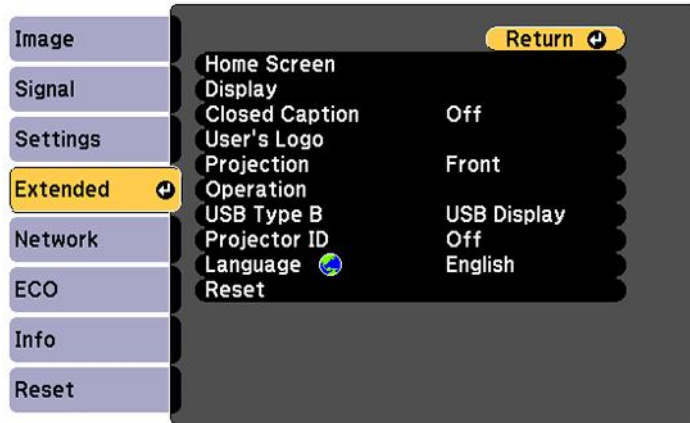 Image
Signal
Settings
Extended
Network
ECO
Info
Reset
Return
Home Screen
Display
Closed Caption Off
User's Logo
Projection Front
Operation
USB Type B USB Display
Projector ID Off
Language English
Reset